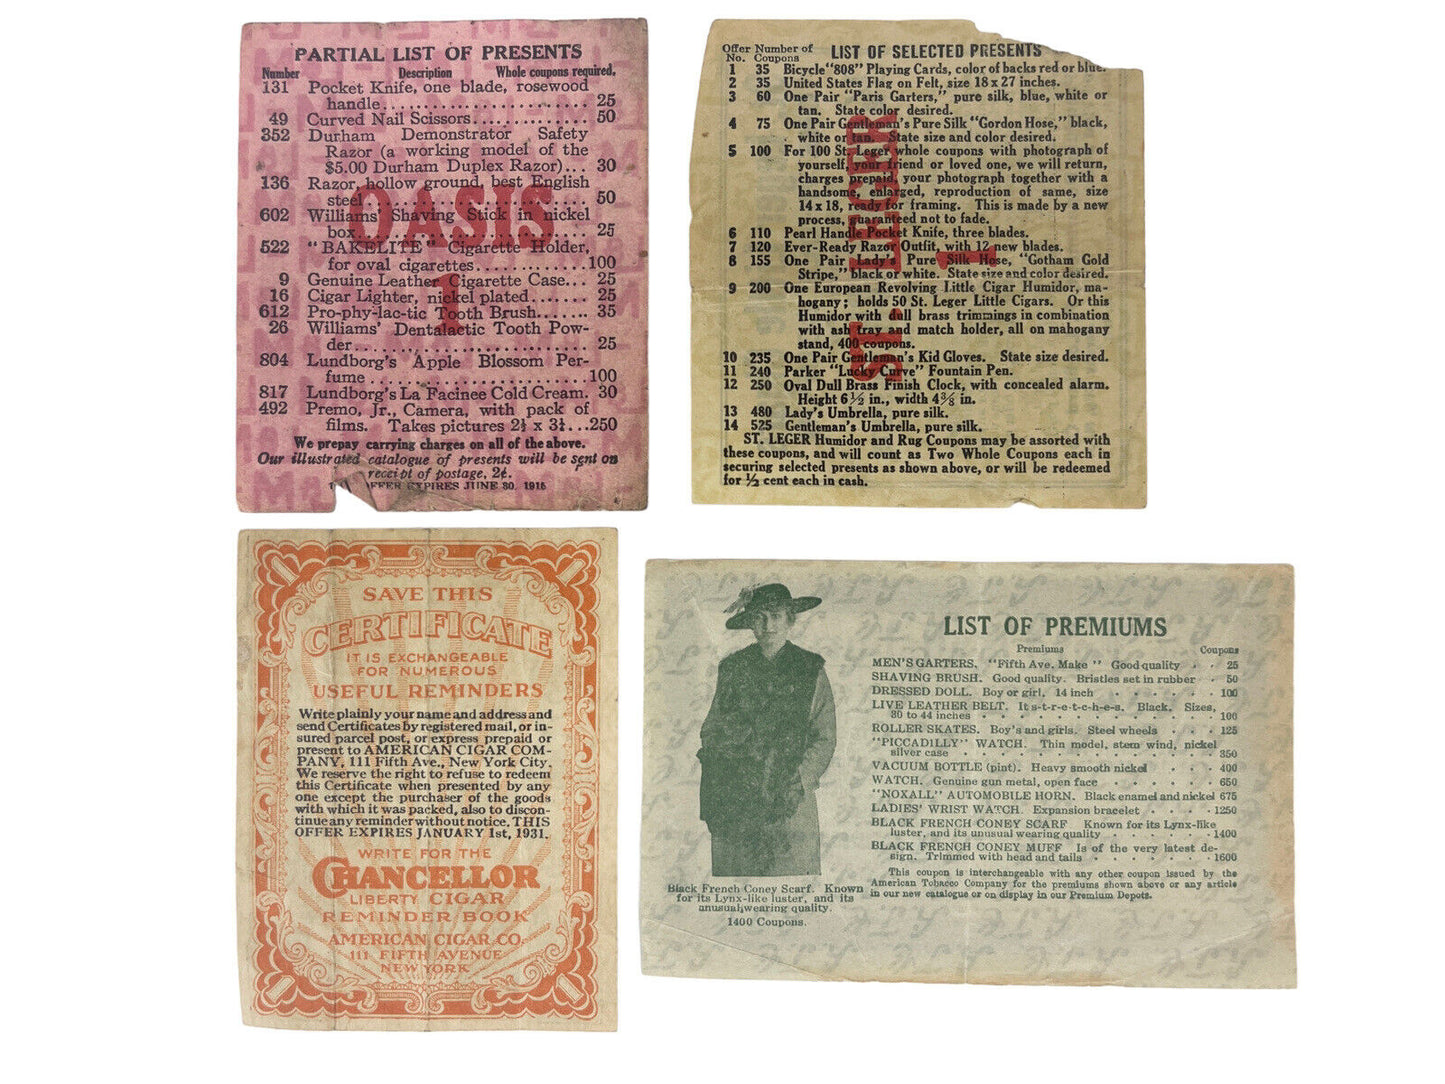 PARTIAL LIST OF PRESENTS
Number Description Whole coupons required.
131 Pocket Knife, one blade, rosewood
handle 25
49 Curved Nail Scissors 50
352 Durham Demonstrator Safety
Razor (a working model of the
$5.00 Durham Duplex Razor)... 30
136 Razor, hollow ground, best English
steel 50
602 Williams' Shaving Stick in nickel
box 25
522 "BAKELITE" Cigarette Holder,
for oval cigarettes 100
9 Genuine Leather Cigarette Case... 25
16 Cigar Lighter, nickel plated 25
612 Pro-phy-lac-tic Tooth Brush 35
26 Williams' Dentalactic Tooth Pow-
der 25
804 Lundborg's Apple Blossom Per-
fume 100
817 Lundborg's La Facinee Cold Cream. 30
492 Premo, Jr., Camera, with pack of
films. Takes pictures 2¼ x 3¼...250
We prepay carrying charges on all of the above.
Our illustrated catalogue of presents will be sent on
receipt of postage, 2¢.
OFFER EXPIRES JUNE 30, 1916
OASIS
1
Offer Number of LIST OF SELECTED PRESENTS
No. Coupons
1 35 Bicycle "808" Playing Cards, color of backs red or blue.
2 35 United States Flag on Felt, size 18 x 27 inches.
3 60 One Pair "Paris Garters," pure silk, blue, white or
tan. State color desired.
4 75 One Pair Gentleman's Pure Silk "Gordon Hose," black,
white or tan. State size and color desired.
5 100 For 100 St. Leger whole coupons with photograph of
yourself, your friend or loved one, we will return,
charges prepaid, your photograph together with a
handsome, enlarged, reproduction of same, size
14 x 18, ready for framing. This is made by a new
process, guaranteed not to fade.
6 110 Pearl Handle Pocket Knife, three blades.
7 120 Ever-Ready Razor Outfit, with 12 new blades.
8 155 One Pair Lady's Pure Silk Hose, "Gotham Gold
Stripe," black or white. State size and color desired.
9 200 One European Revolving Little Cigar Humidor, ma-
hogany; holds 50 St. Leger Little Cigars. Or this
Humidor with dull brass trimmings in combination
with ash tray and match holder, all on mahogany
stand, 400 coupons.
10 235 One Pair Gentleman's Kid Gloves. State size desired.
11 240 Parker "Lucky Curve" Fountain Pen.
12 250 Oval Dull Brass Finish Clock, with concealed alarm.
Height 6½ in., width 4⅜ in.
13 480 Lady's Umbrella, pure silk.
14 525 Gentleman's Umbrella, pure silk.
ST. LEGER Humidor and Rug Coupons may be assorted with
these coupons, and will count as Two Whole Coupons each in
securing selected presents as shown above, or will be redeemed
for ½ cent each in cash.
ST. LEGER
1
SAVE THIS
CERTIFICATE
IT IS EXCHANGEABLE
FOR NUMEROUS
USEFUL REMINDERS
Write plainly your name and address and
send Certificates by registered mail, or in-
sured parcel post, or express prepaid or
present to AMERICAN CIGAR COM-
PANY, 111 Fifth Ave., New York City.
We reserve the right to refuse to redeem
this Certificate when presented by any
one except the purchaser of the goods
with which it was packed, also to discon-
tinue any reminder without notice. THIS
OFFER EXPIRES JANUARY 1st, 1931.
WRITE FOR THE
CHANCELLOR
LIBERTY CIGAR
REMINDER BOOK
AMERICAN CIGAR CO.
111 FIFTH AVENUE
NEW YORK
LIST OF PREMIUMS
Premiums Coupons
MEN'S GARTERS. "Fifth Ave. Make" Good quality 25
SHAVING BRUSH. Good quality. Bristles set in rubber 50
DRESSED DOLL. Boy or girl. 14 inch 100
LIVE LEATHER BELT. It s-t-r-e-t-c-h-e-s. Black. Sizes,
30 to 44 inches 100
ROLLER SKATES. Boy's and girls. Steel wheels 125
"PICCADILLY" WATCH. Thin model, stem wind, nickel
silver case 350
VACUUM BOTTLE (pint). Heavy smooth nickel 400
WATCH. Genuine gun metal, open face 650
"NOXALL" AUTOMOBILE HORN. Black enamel and nickel 675
LADIES' WRIST WATCH. Expansion bracelet 1250
BLACK FRENCH CONEY SCARF Known for its Lynx-like
luster, and its unusual wearing quality 1400
BLACK FRENCH CONEY MUFF Is of the very latest de-
sign. Trimmed with head and tails 1600
This coupon is interchangeable with any other coupon issued by the
American Tobacco Company for the premiums shown above or any article
in our new catalogue or on display in our Premium Depots.
Black French Coney Scarf. Known
for its Lynx-like luster, and its
unusual wearing quality.
1400 Coupons.